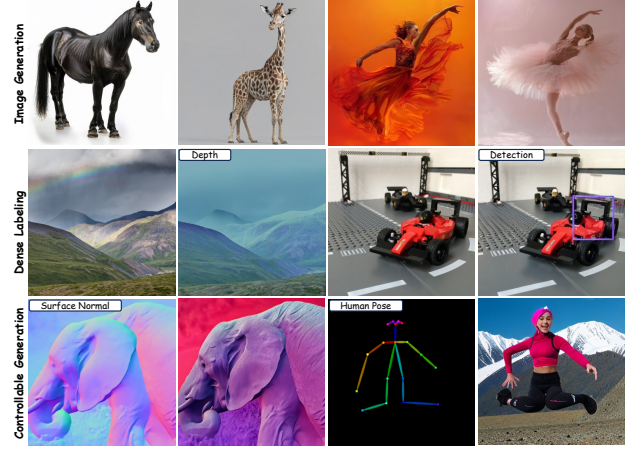 Image Generation
Dense Labeling
Depth
Detection
Controllable Generation
Surface Normal
Human Pose